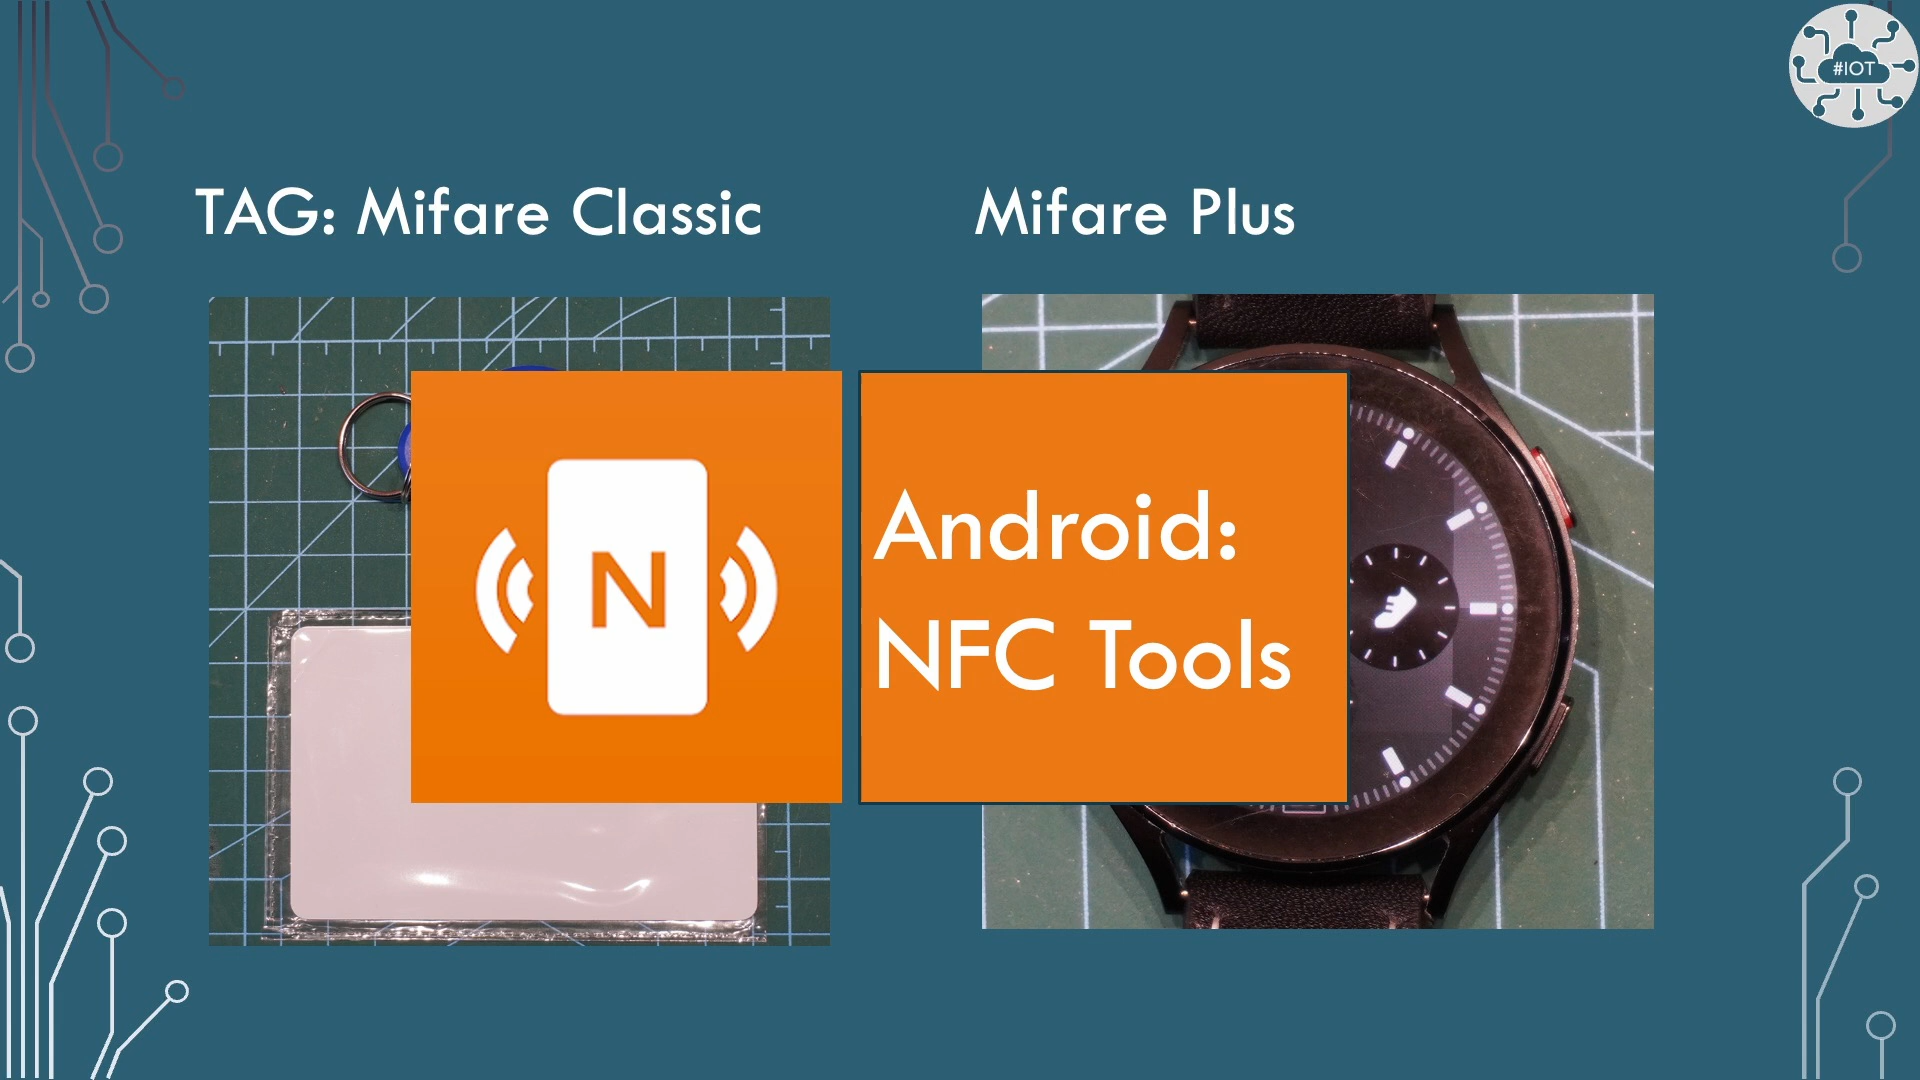 #IOT
TAG: Mifare Classic
Mifare Plus
N
Android:
NFC Tools